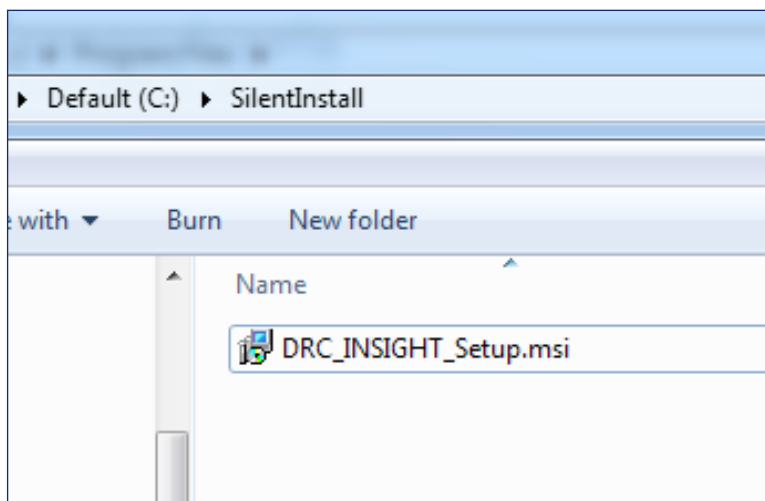 Default (C:) SilentInstall
with Burn New folder
Name
DRC_INSIGHT_Setup.msi